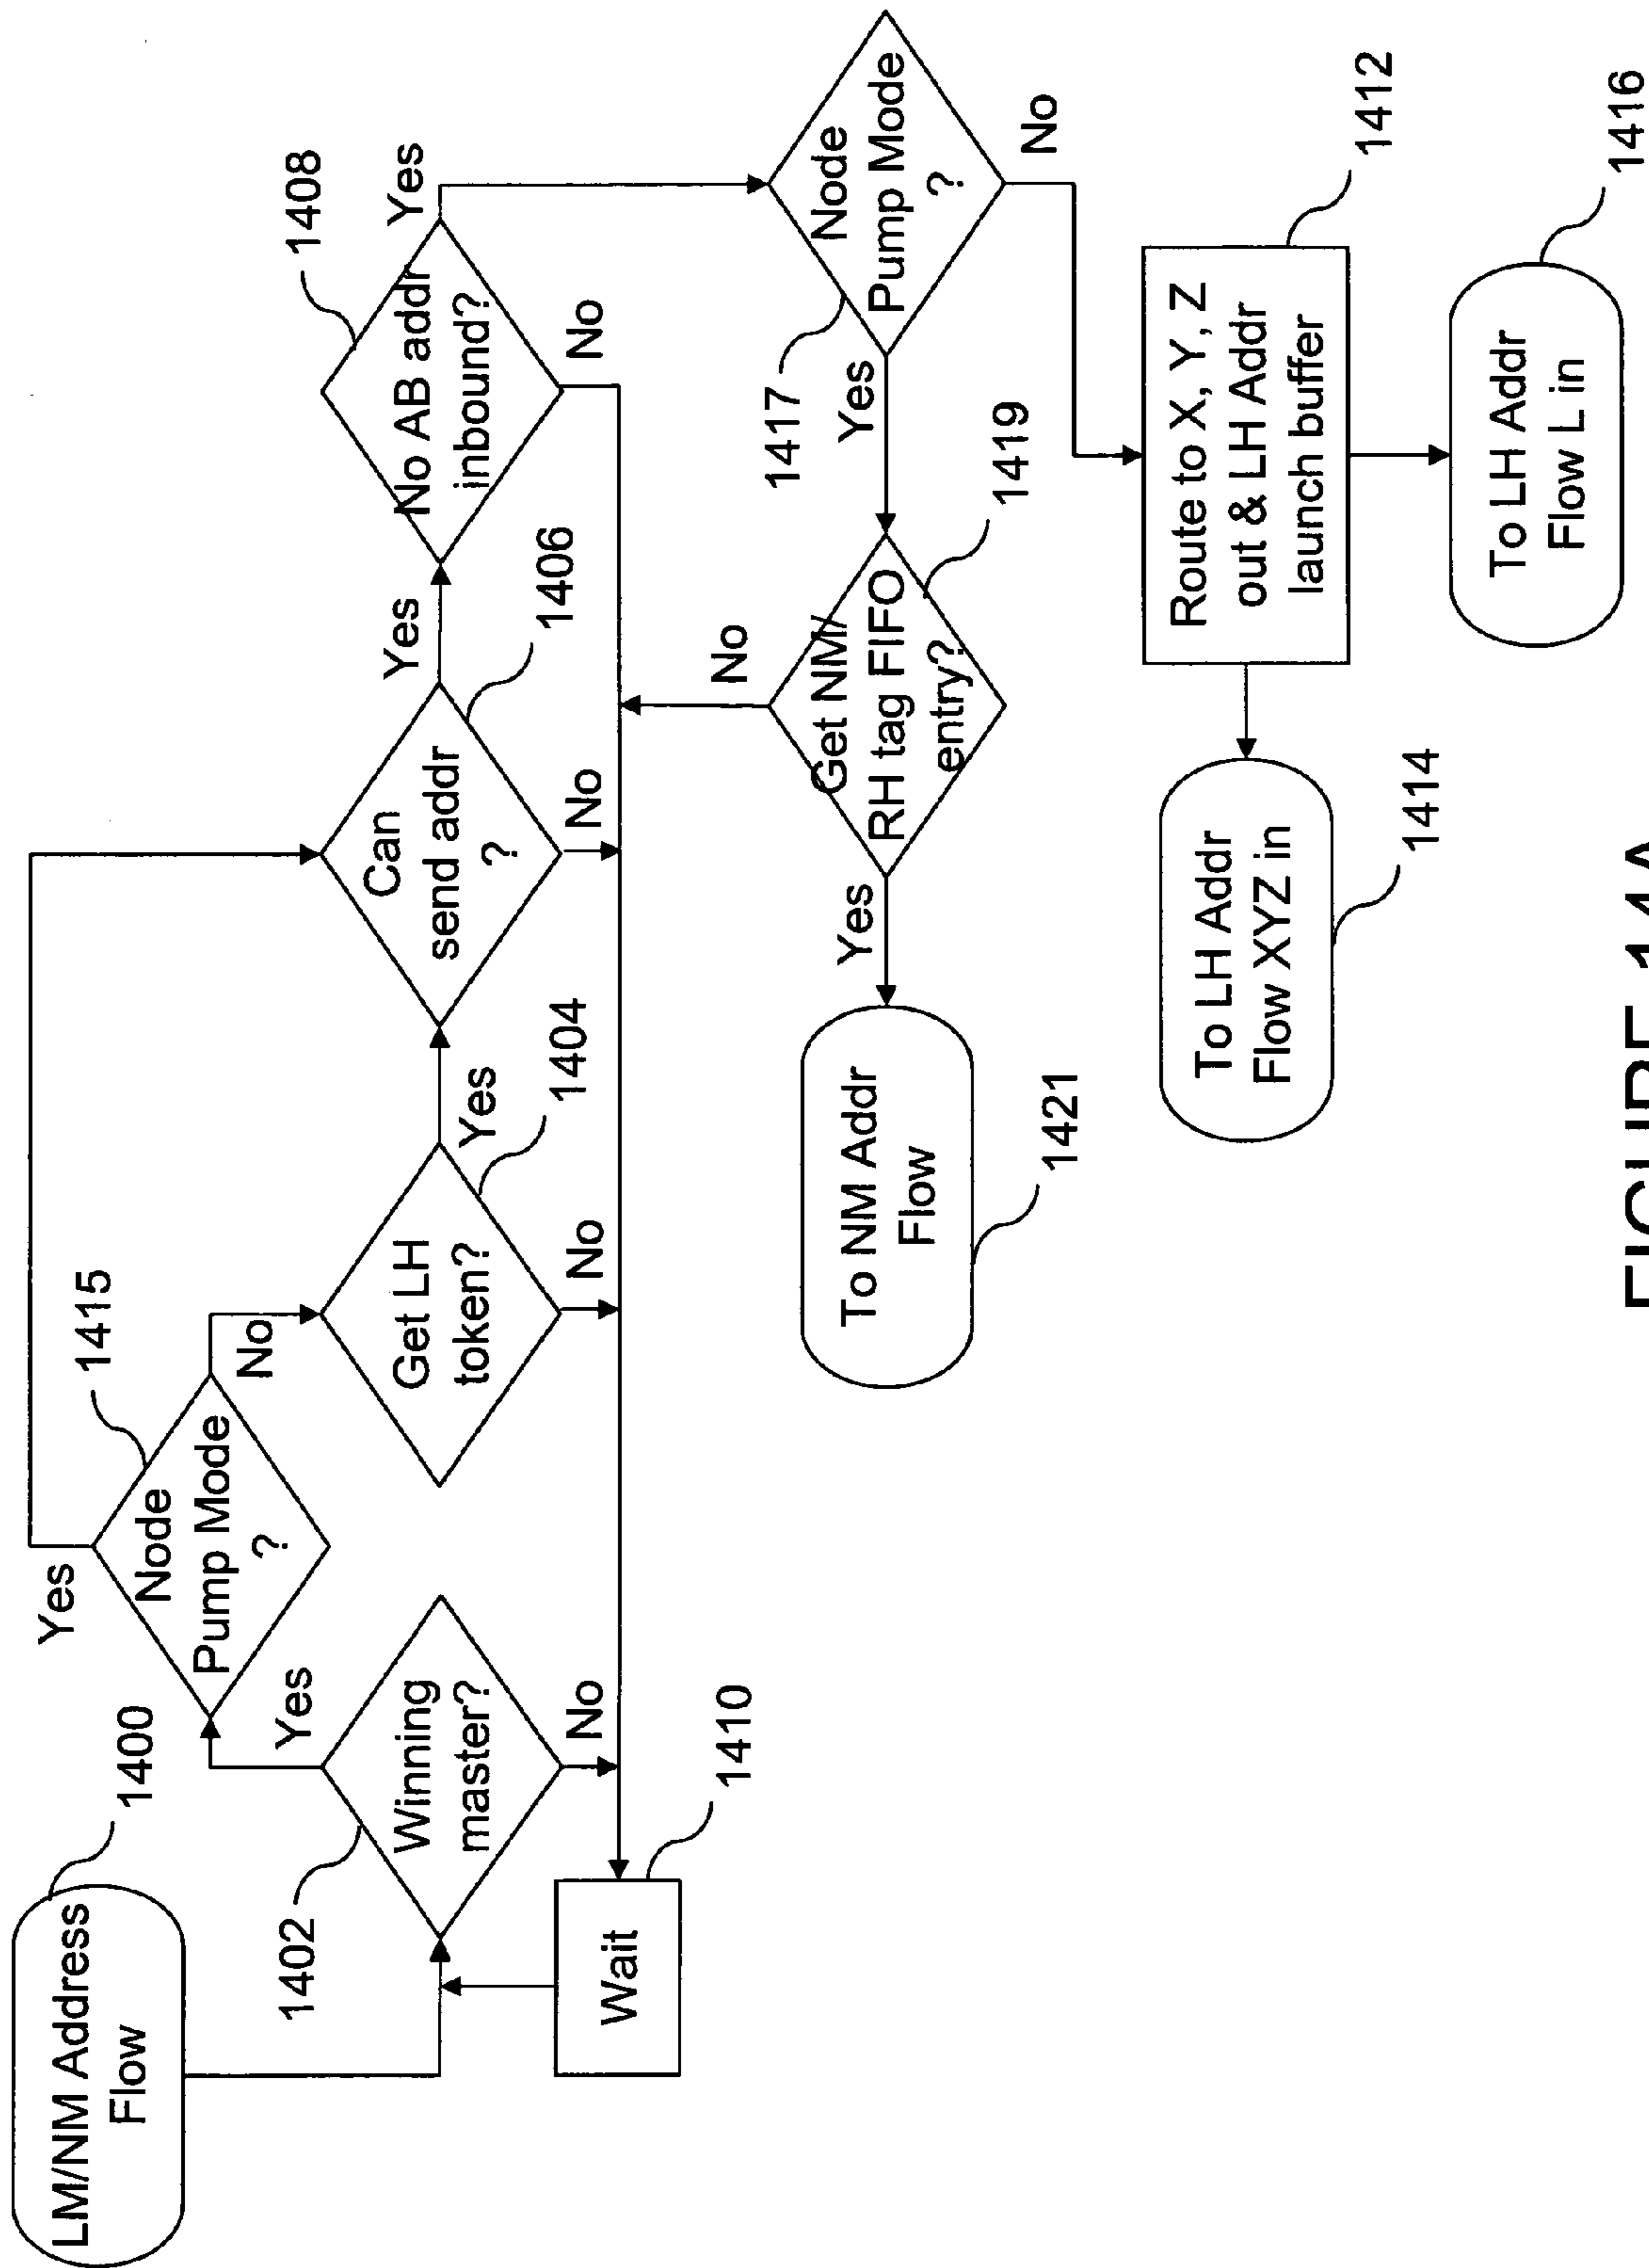 LM/NM Address
Flow
1400
1402
Winning
master?
Yes
No
Wait
1410
Node
Pump Mode
?
1415
Yes
No
Get LH
token?
1404
Yes
No
Can
send addr
?
1406
Yes
No
No AB addr
inbound?
1408
Yes
No
Node
Pump Mode
?
1417
Yes
No
Get NM/
RH tag FIFO
entry?
1419
No
Yes
To NM Addr
Flow
1421
Route to X, Y, Z
out & LH Addr
launch buffer
1412
To LH Addr
Flow XYZ in
1414
To LH Addr
Flow L in
1416
FIGURE 14A